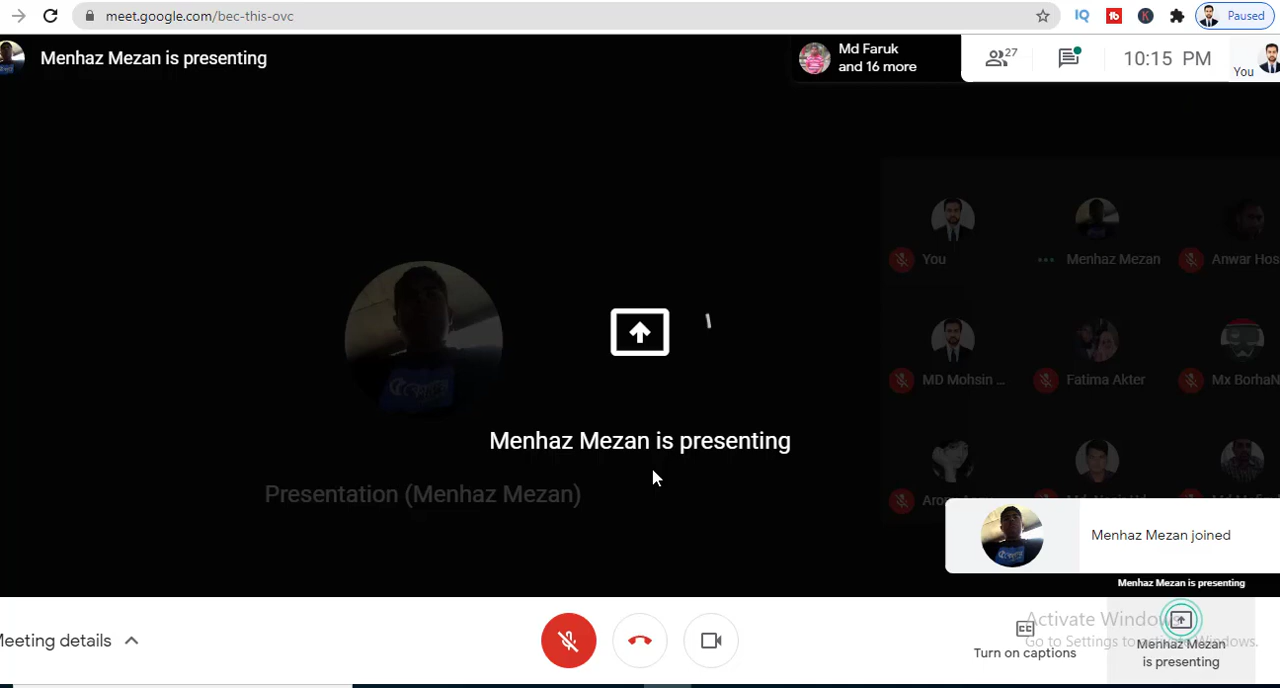 meet.google.com/bec-this-ovc
IQ
K
Paused
Menhaz Mezan is presenting
Md Faruk
and 16 more
27
10:15 PM
You
You
Menhaz Mezan
Anwar Hos
MD Mohsin ...
Fatima Akter
Mx BorhaN
Menhaz Mezan is presenting
Presentation (Menhaz Mezan)
Menhaz Mezan joined
Menhaz Mezan is presenting
Meeting details
Turn on captions
Activate Windows
Go to Settings to activate Windows.
Menhaz Mezan
is presenting